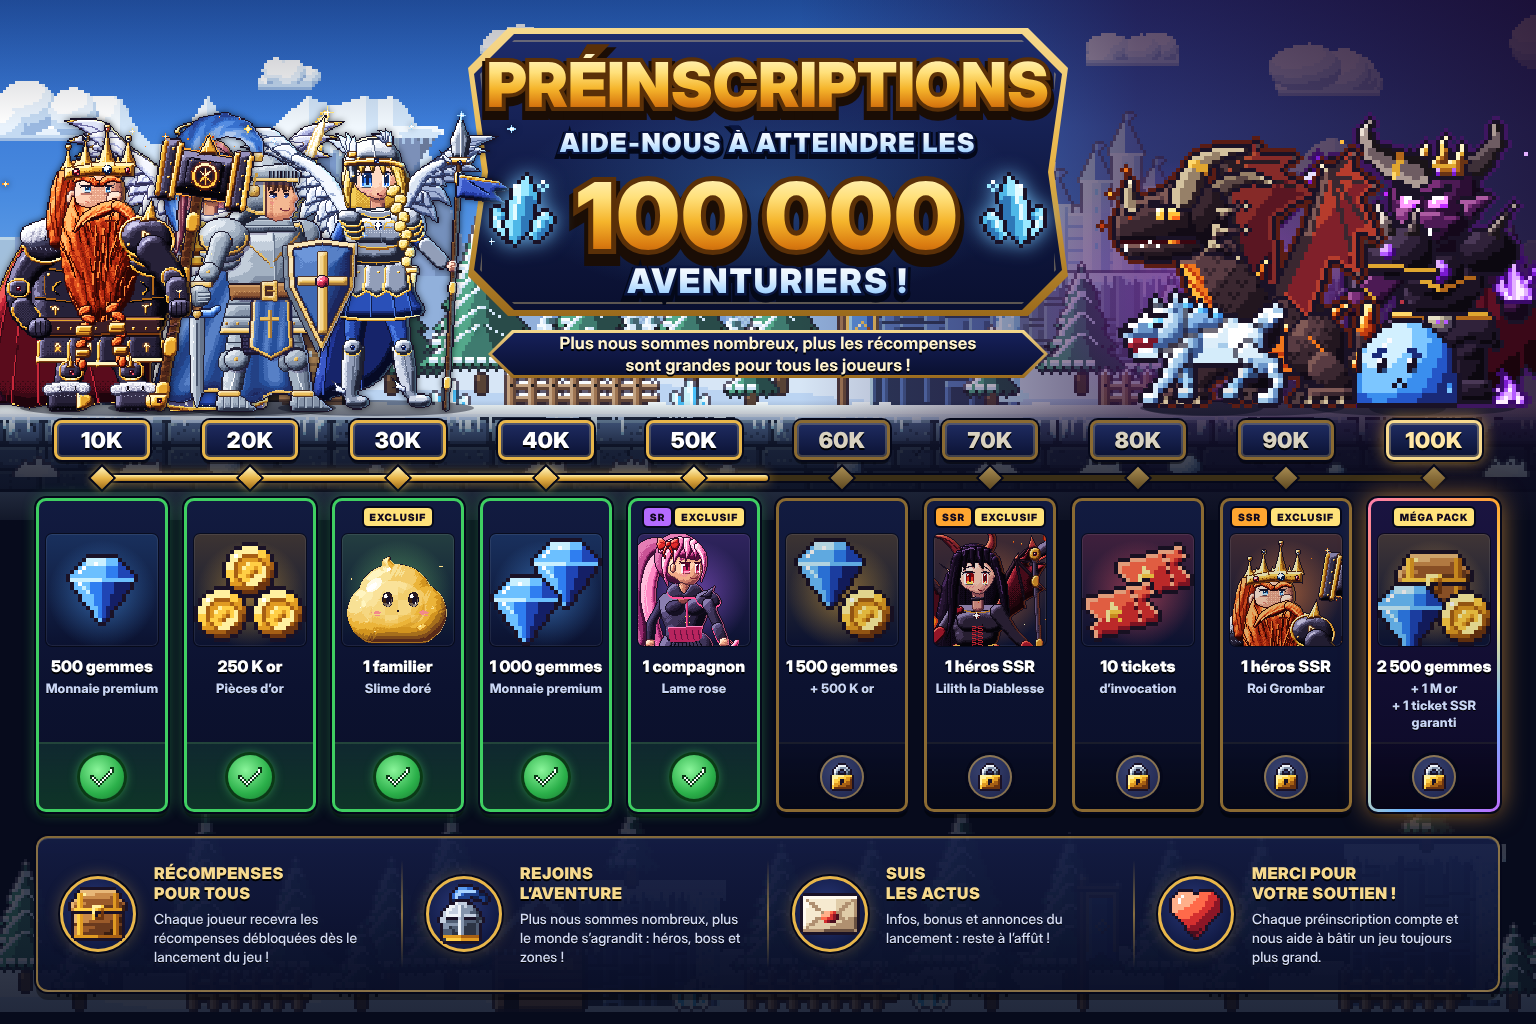 PRÉINSCRIPTIONS
AIDE-NOUS À ATTEINDRE LES
100 000
AVENTURIERS !
Plus nous sommes nombreux, plus les récompenses
sont grandes pour tous les joueurs !
10K
20K
30K
40K
50K
60K
70K
80K
90K
100K
500 gemmes
Monnaie premium
250 K or
Pièces d’or
EXCLUSIF
1 familier
Slime doré
1 000 gemmes
Monnaie premium
SR EXCLUSIF
1 compagnon
Lame rose
1 500 gemmes
+ 500 K or
SSR EXCLUSIF
1 héros SSR
Lilith la Diablesse
10 tickets
d’invocation
SSR EXCLUSIF
1 héros SSR
Roi Grombar
MÉGA PACK
2 500 gemmes
+ 1 M or
+ 1 ticket SSR
garanti
RÉCOMPENSES
POUR TOUS
Chaque joueur recevra les
récompenses débloquées dès le
lancement du jeu !
REJOINS
L’AVENTURE
Plus nous sommes nombreux, plus
le monde s’agrandit : héros, boss et
zones !
SUIS
LES ACTUS
Infos, bonus et annonces du
lancement : reste à l’affût !
MERCI POUR
VOTRE SOUTIEN !
Chaque préinscription compte et
nous aide à bâtir un jeu toujours
plus grand.